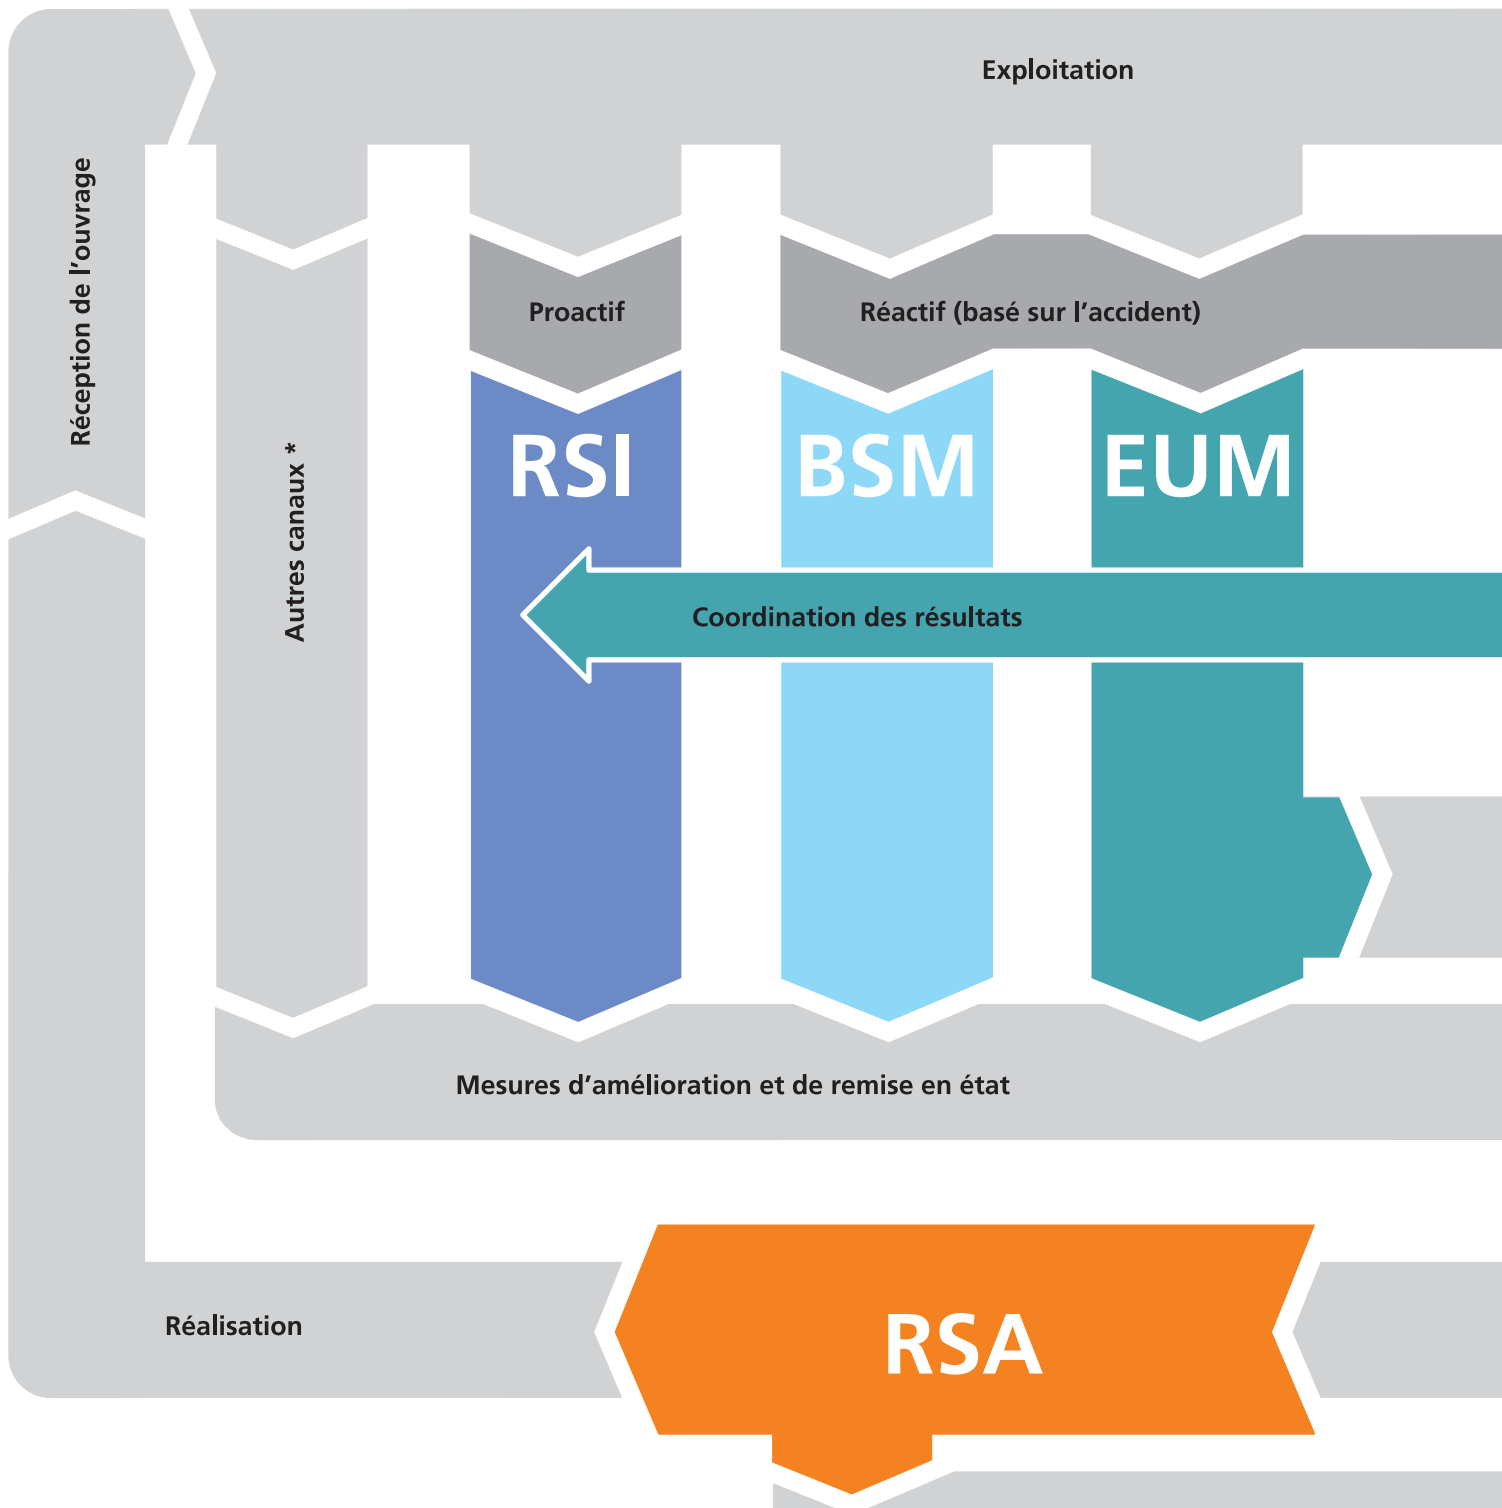 Exploitation
Réception de l'ouvrage
Proactif
Réactif (basé sur l'accident)
Autres canaux *
RSI
BSM
EUM
Coordination des résultats
Mesures d'amélioration et de remise en état
Réalisation
RSA